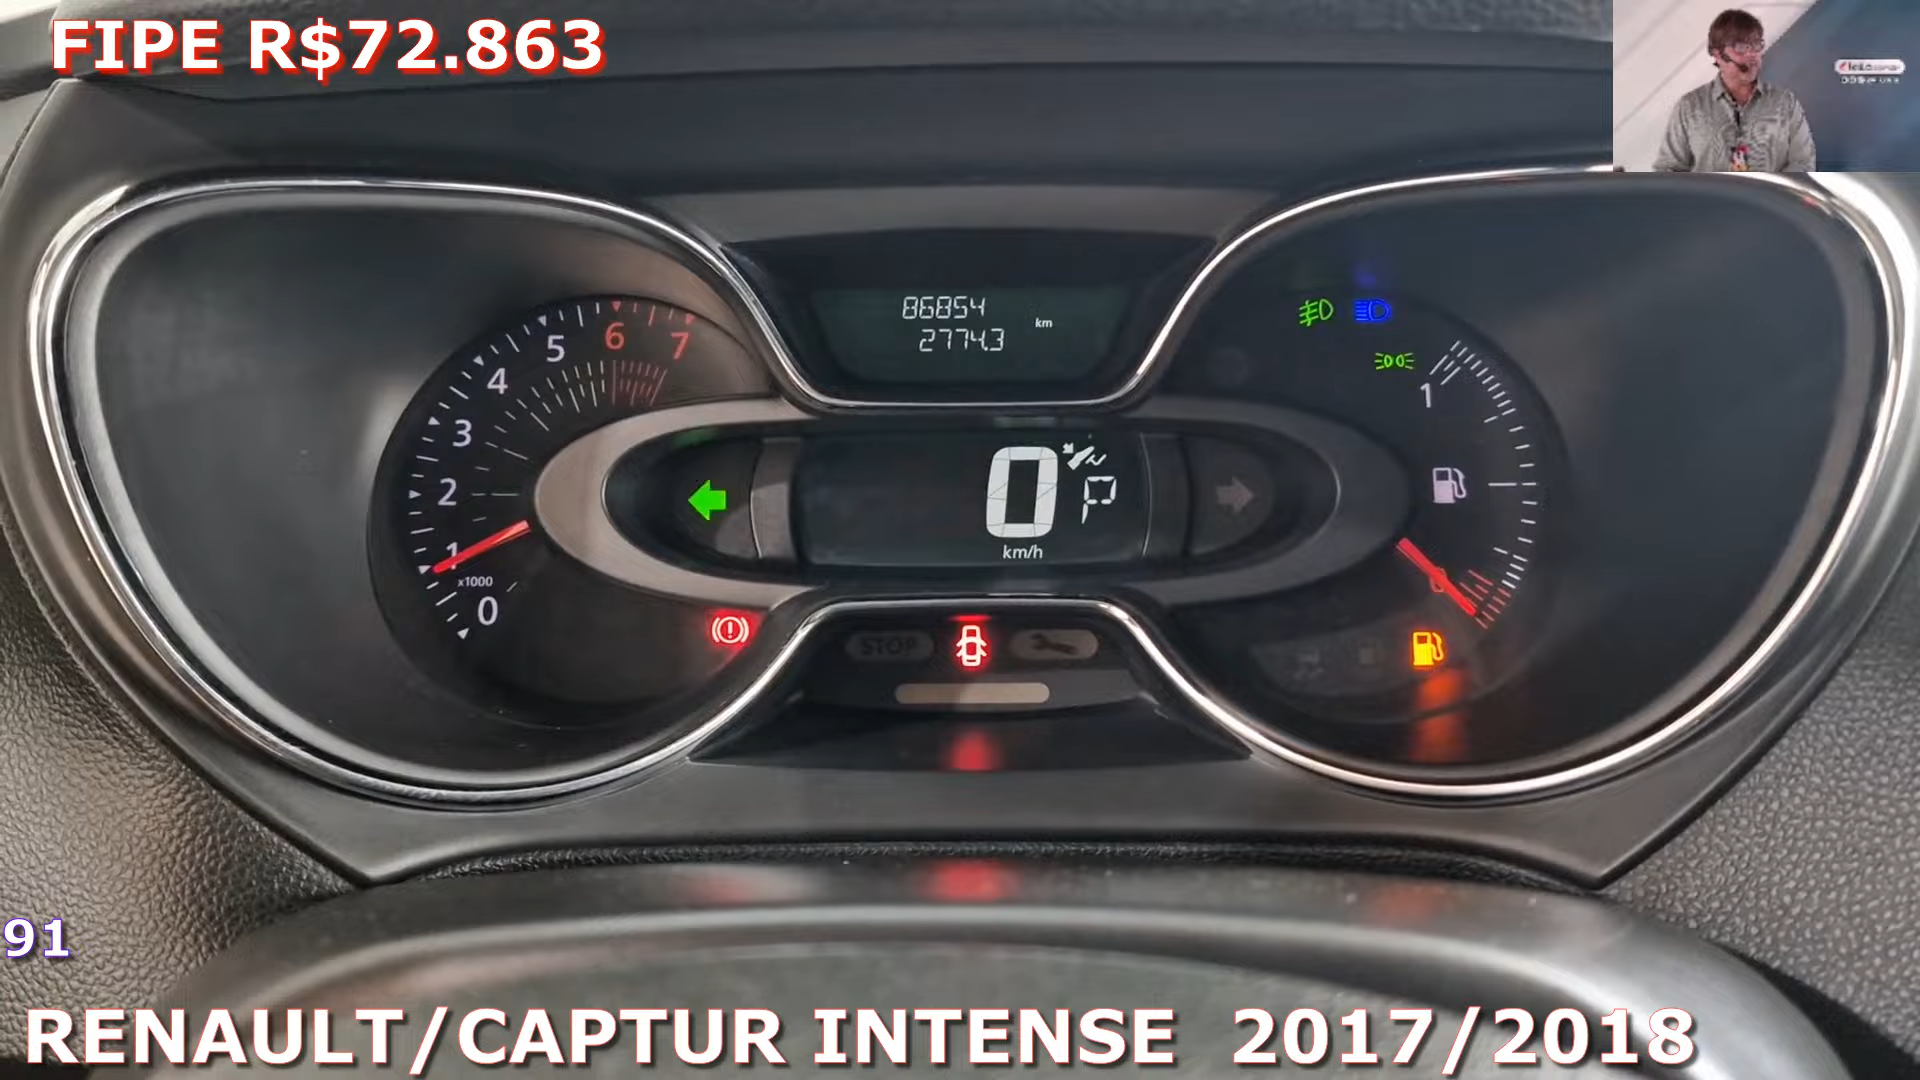 FIPE R$72.863
86854
2774.3
km
7
6
5
4
3
2
1
x1000
0
1
0
P
km/h
STOP
91
RENAULT/CAPTUR INTENSE 2017/2018